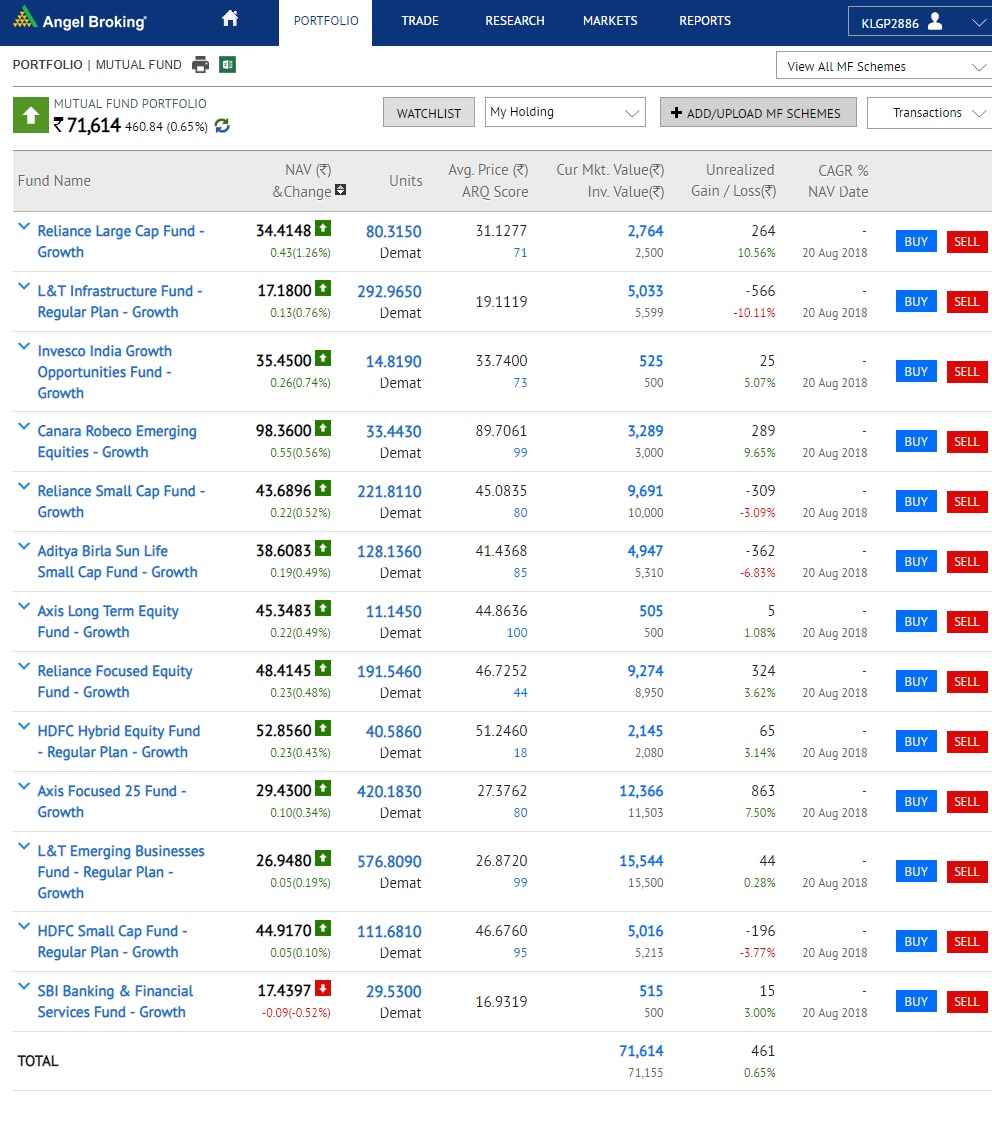 Angel Broking
PORTFOLIO
TRADE
RESEARCH
MARKETS
REPORTS
KLGP2886
PORTFOLIO | MUTUAL FUND
View All MF Schemes
MUTUAL FUND PORTFOLIO
₹ 71,614 460.84 (0.65%)
WATCHLIST
My Holding
ADD/UPLOAD MF SCHEMES
Transactions
Fund Name
NAV (₹)
&Change
Units
Avg. Price (₹)
ARQ Score
Cur Mkt. Value(₹)
Inv. Value(₹)
Unrealized
Gain / Loss(₹)
CAGR %
NAV Date
Reliance Large Cap Fund - 34.4148 80.3150 31.1277 2,764 264 - BUY SELL
Growth 0.43(1.26%) Demat 71 2,500 10.56% 20 Aug 2018
L&T Infrastructure Fund - 17.1800 292.9650 19.1119 5,033 -566 - BUY SELL
Regular Plan - Growth 0.13(0.76%) Demat 5,599 -10.11% 20 Aug 2018
Invesco India Growth
Opportunities Fund - 35.4500 14.8190 33.7400 525 25 - BUY SELL
Growth 0.26(0.74%) Demat 73 500 5.07% 20 Aug 2018
Canara Robeco Emerging 98.3600 33.4430 89.7061 3,289 289 - BUY SELL
Equities - Growth 0.55(0.56%) Demat 99 3,000 9.65% 20 Aug 2018
Reliance Small Cap Fund - 43.6896 221.8110 45.0835 9,691 -309 - BUY SELL
Growth 0.22(0.52%) Demat 80 10,000 -3.09% 20 Aug 2018
Aditya Birla Sun Life 38.6083 128.1360 41.4368 4,947 -362 - BUY SELL
Small Cap Fund - Growth 0.19(0.49%) Demat 85 5,310 -6.83% 20 Aug 2018
Axis Long Term Equity 45.3483 11.1450 44.8636 505 5 - BUY SELL
Fund - Growth 0.22(0.49%) Demat 100 500 1.08% 20 Aug 2018
Reliance Focused Equity 48.4145 191.5460 46.7252 9,274 324 - BUY SELL
Fund - Growth 0.23(0.48%) Demat 44 8,950 3.62% 20 Aug 2018
HDFC Hybrid Equity Fund 52.8560 40.5860 51.2460 2,145 65 - BUY SELL
- Regular Plan - Growth 0.23(0.43%) Demat 18 2,080 3.14% 20 Aug 2018
Axis Focused 25 Fund - 29.4300 420.1830 27.3762 12,366 863 - BUY SELL
Growth 0.10(0.34%) Demat 80 11,503 7.50% 20 Aug 2018
L&T Emerging Businesses
Fund - Regular Plan - 26.9480 576.8090 26.8720 15,544 44 - BUY SELL
Growth 0.05(0.19%) Demat 99 15,500 0.28% 20 Aug 2018
HDFC Small Cap Fund - 44.9170 111.6810 46.6760 5,016 -196 - BUY SELL
Regular Plan - Growth 0.05(0.10%) Demat 95 5,213 -3.77% 20 Aug 2018
SBI Banking & Financial 17.4397 29.5300 16.9319 515 15 - BUY SELL
Services Fund - Growth -0.09(-0.52%) Demat 500 3.00% 20 Aug 2018
TOTAL 71,614 461
71,155 0.65%